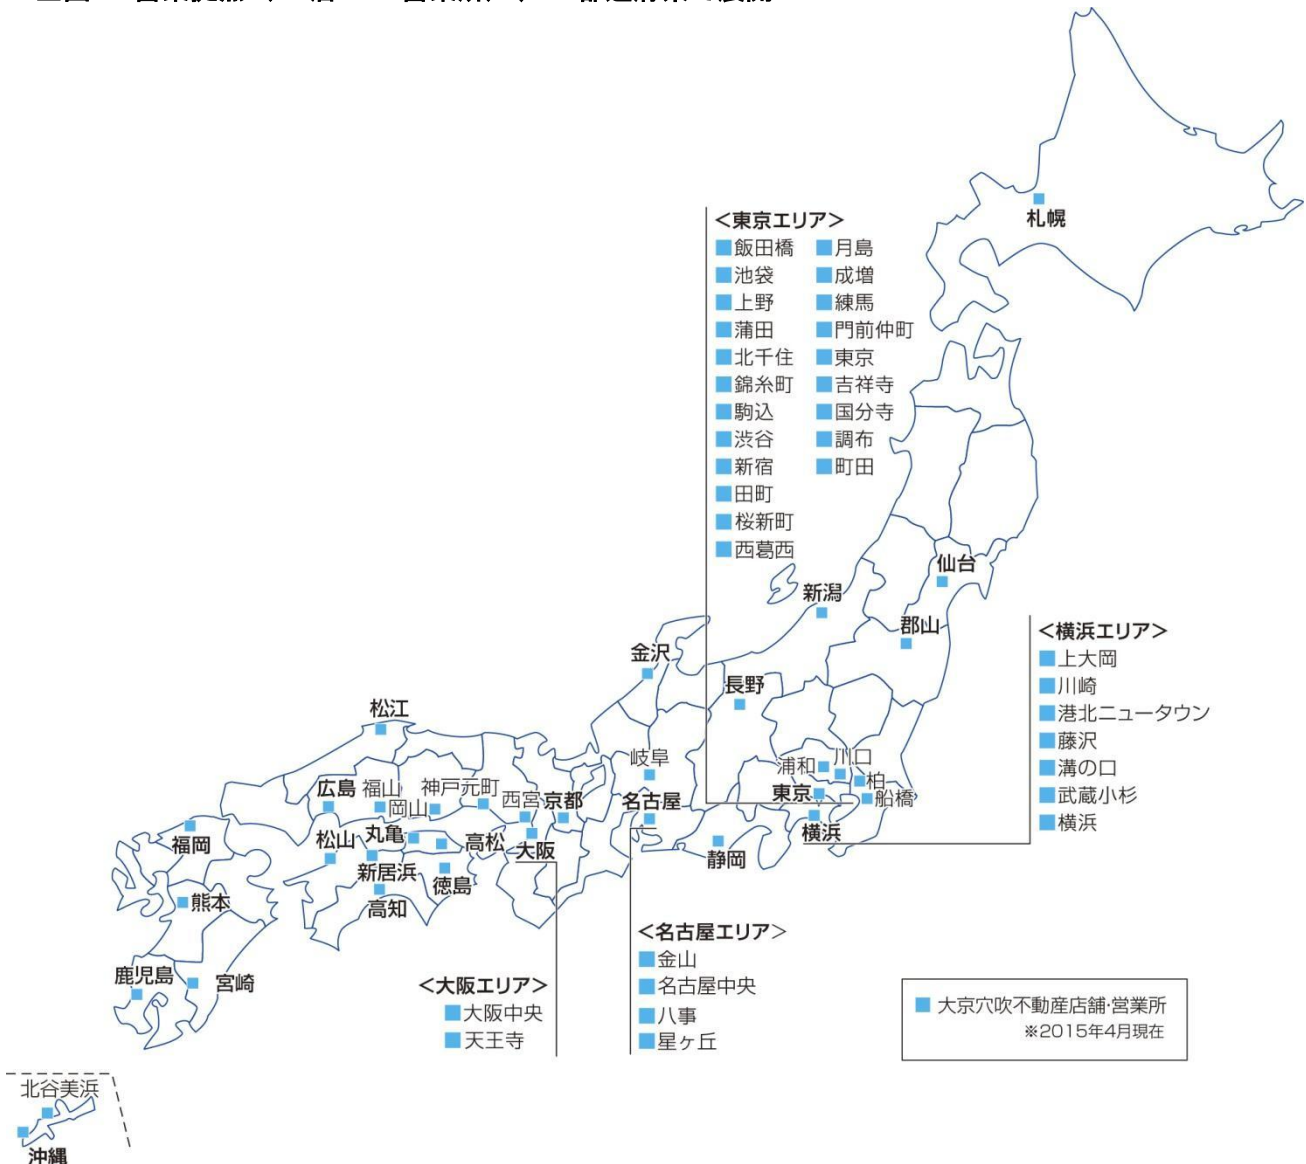 札幌
<東京エリア>
飯田橋
池袋
上野
蒲田
北千住
錦糸町
駒込
渋谷
新宿
田町
桜新町
西葛西
月島
成増
練馬
門前仲町
東京
吉祥寺
国分寺
調布
町田
仙台
新潟
郡山
金沢
長野
<横浜エリア>
上大岡
川崎
港北ニュータウン
藤沢
溝の口
武蔵小杉
横浜
松江
岐阜
浦和
川口
柏
船橋
東京
横浜
広島
福山
岡山
神戸元町
西宮
京都
名古屋
大阪
静岡
福岡
松山
丸亀
高松
新居浜
徳島
高知
熊本
鹿児島
宮崎
<大阪エリア>
大阪中央
天王寺
<名古屋エリア>
金山
名古屋中央
八事
星ヶ丘
大京穴吹不動産店舗・営業所
※2015年4月現在
北谷美浜
沖縄